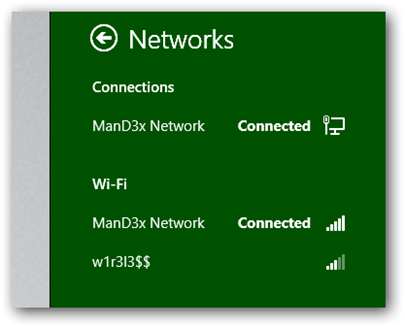 Networks
Connections
ManD3x Network Connected
Wi-Fi
ManD3x Network Connected
w1r3l3$$